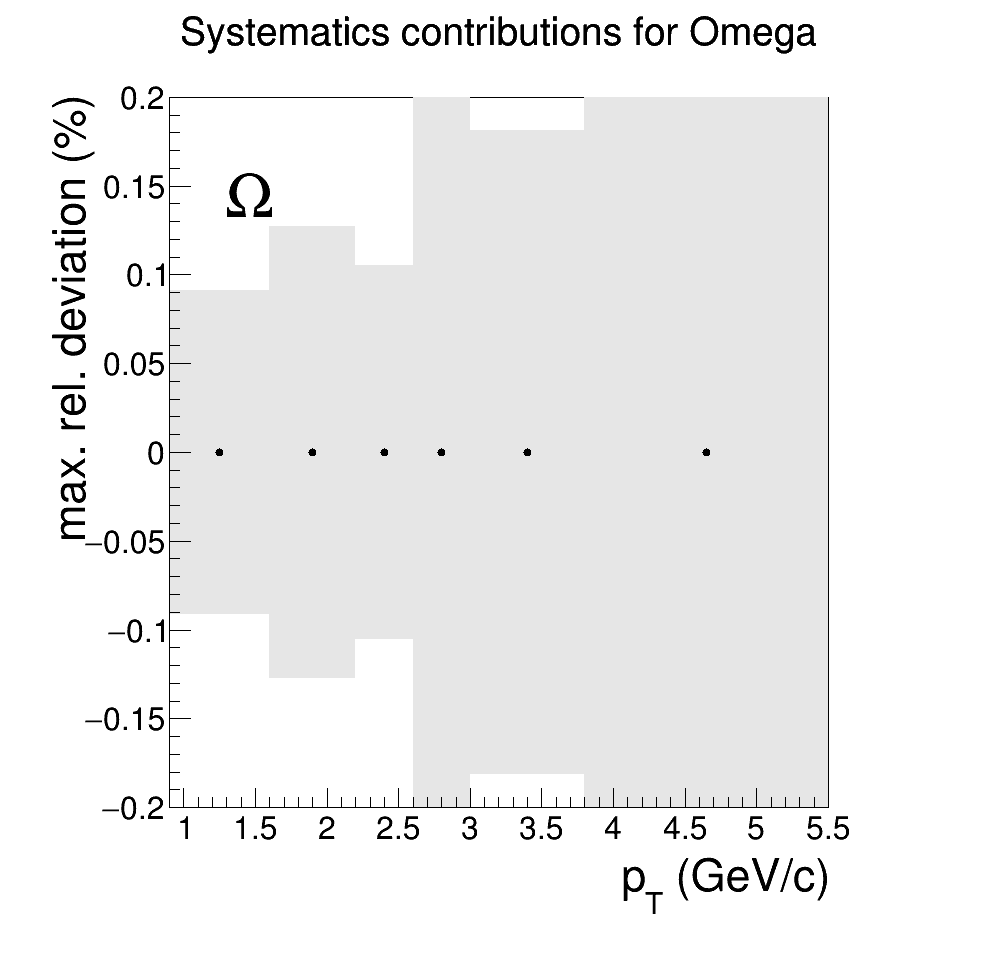 Systematics contributions for Omega
max. rel. deviation (%)
0.2
0.15
0.1
0.05
0
−0.05
−0.1
−0.15
−0.2
Ω
1 1.5 2 2.5 3 3.5 4 4.5 5 5.5
p_T (GeV/c)